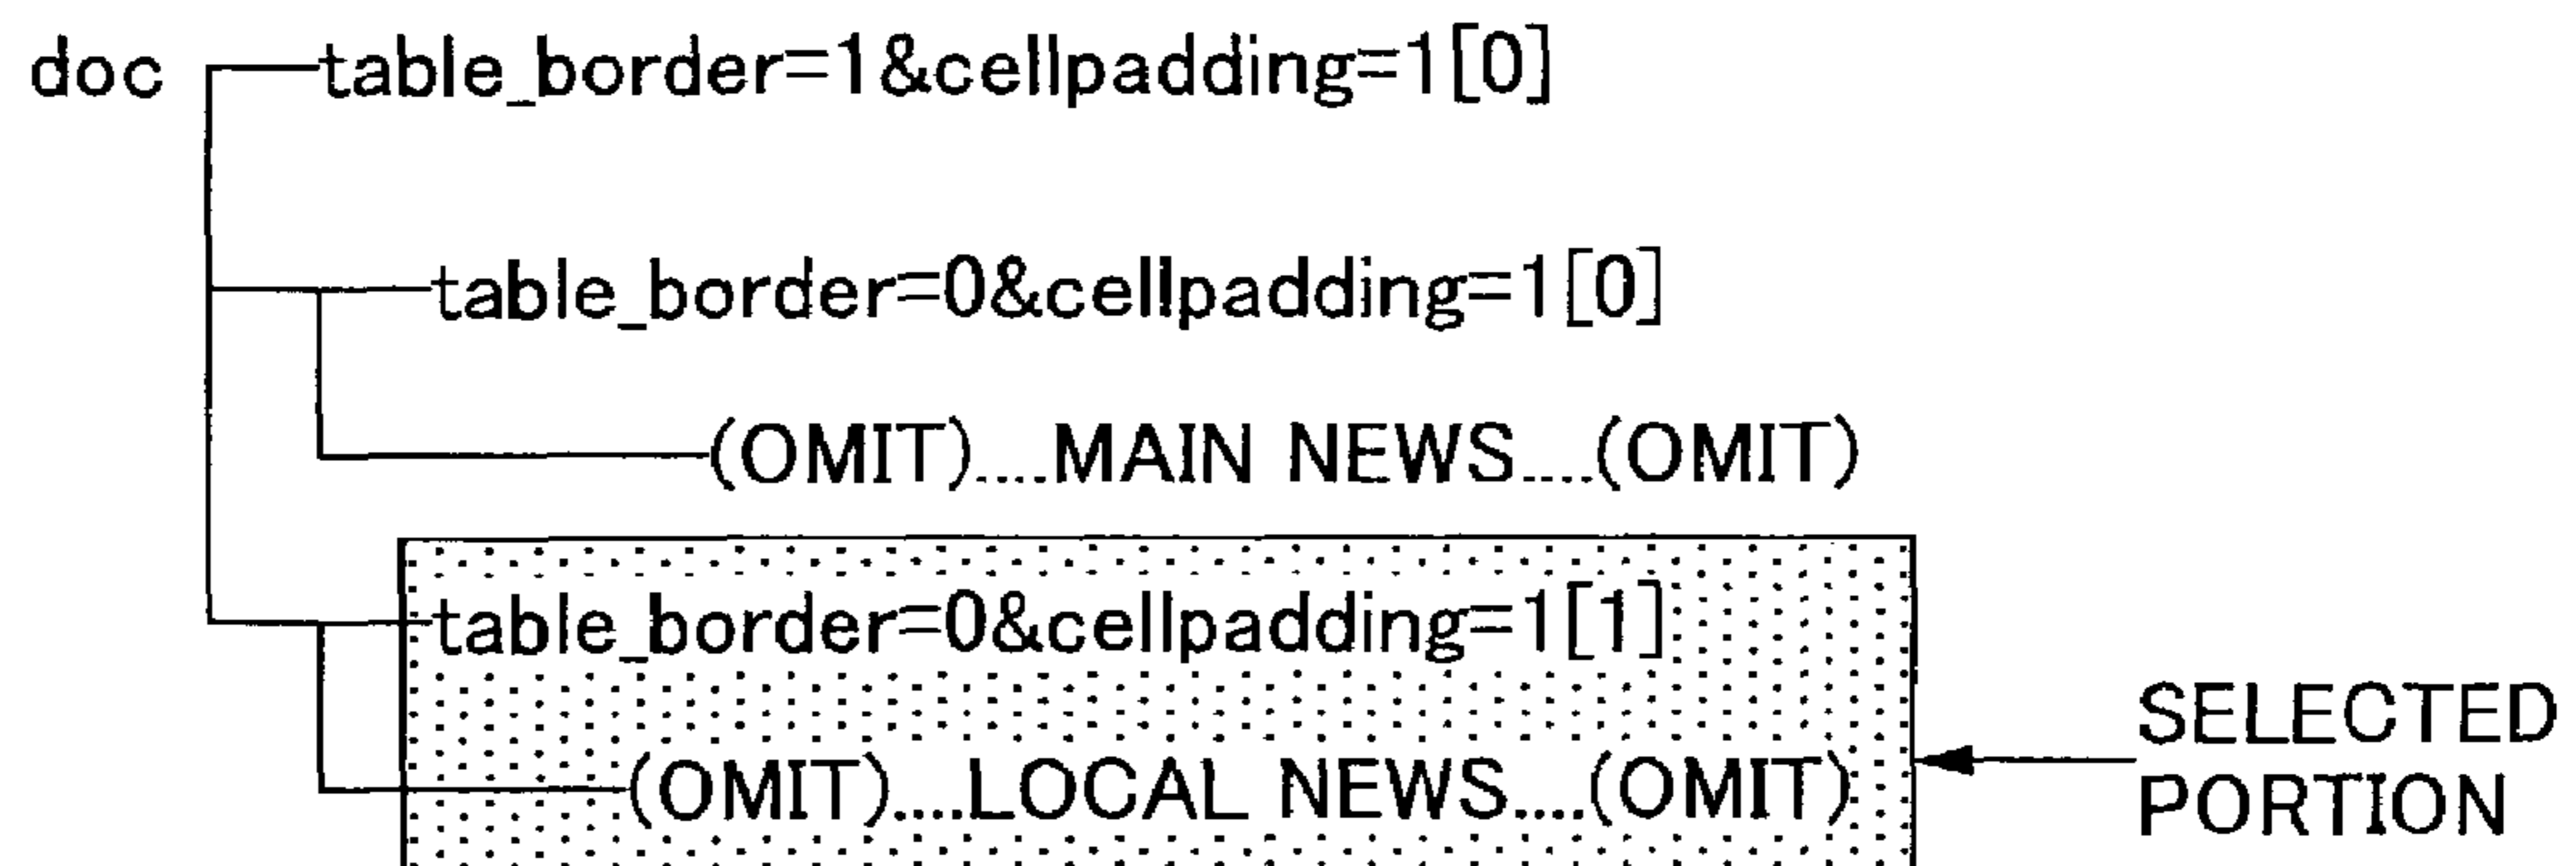 doc table_border=1&cellpadding=1[0]
table_border=0&cellpadding=1[0]
(OMIT)....MAIN NEWS....(OMIT)
table_border=0&cellpadding=1[1]
(OMIT)....LOCAL NEWS....(OMIT)
SELECTED
PORTION